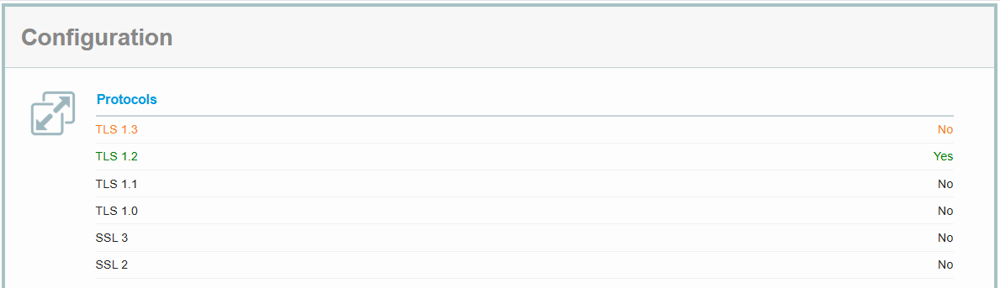 Configuration
Protocols
TLS 1.3 No
TLS 1.2 Yes
TLS 1.1 No
TLS 1.0 No
SSL 3 No
SSL 2 No